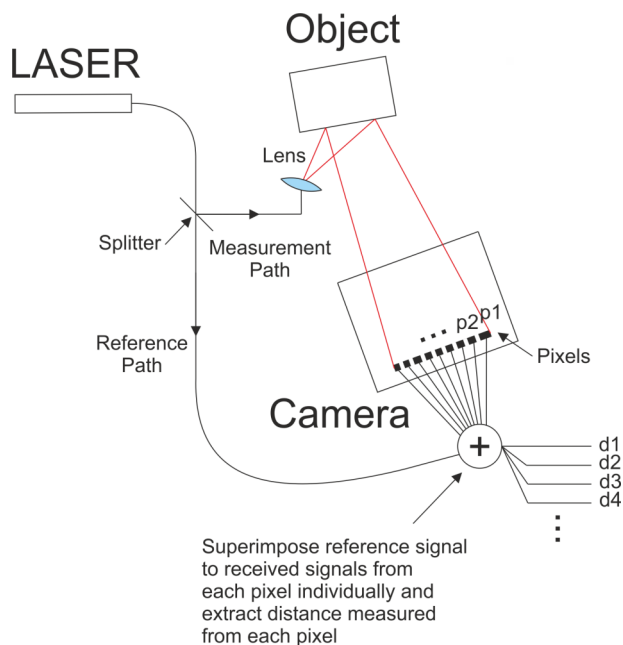 Object
LASER
Lens
Splitter
Measurement
Path
Reference
Path
p2
p1
Pixels
Camera
+
d1
d2
d3
d4
Superimpose reference signal
to received signals from
each pixel individually and
extract distance measured
from each pixel